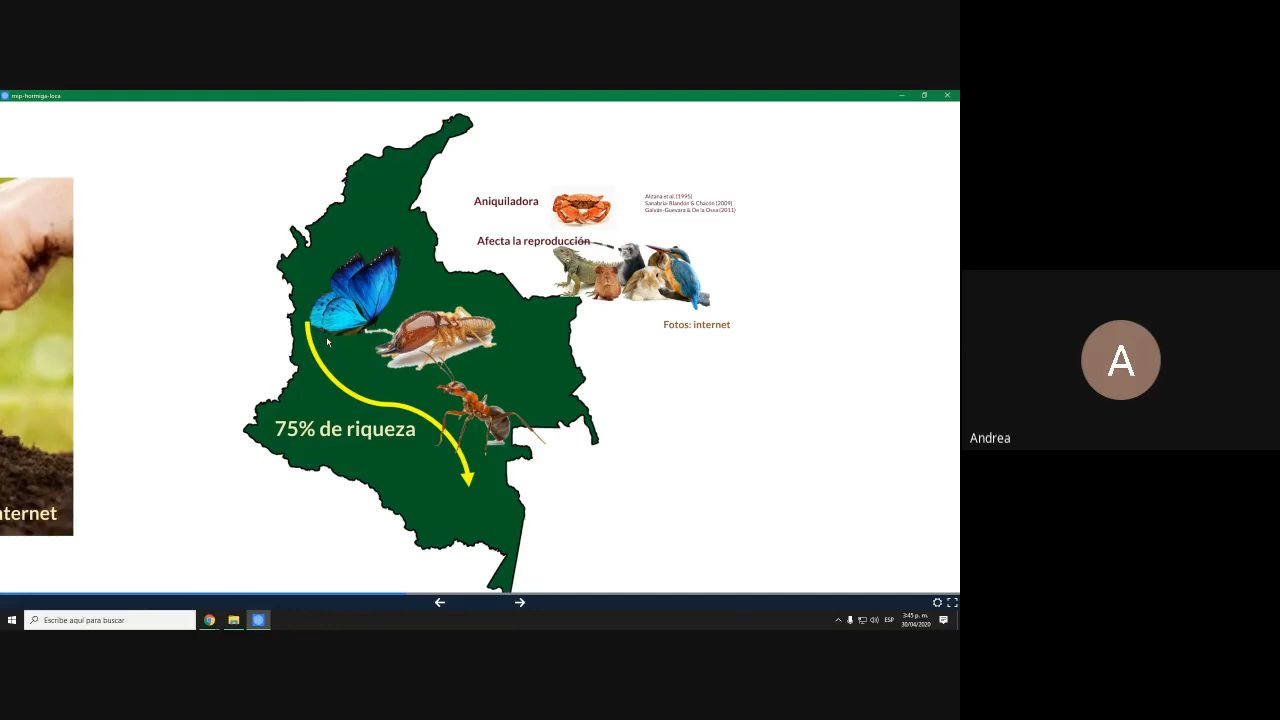 mip-hormiga-loca
Aniquiladora
Aldana et al. (1995)
Sanabria-Blandón & Chacón (2009)
Galván-Guevara & De la Ossa (2011)
Afecta la reproducción
Fotos: internet
75% de riqueza
nternet
Andrea
A
Escribe aquí para buscar
ESP
3:45 p. m.
30/04/2020